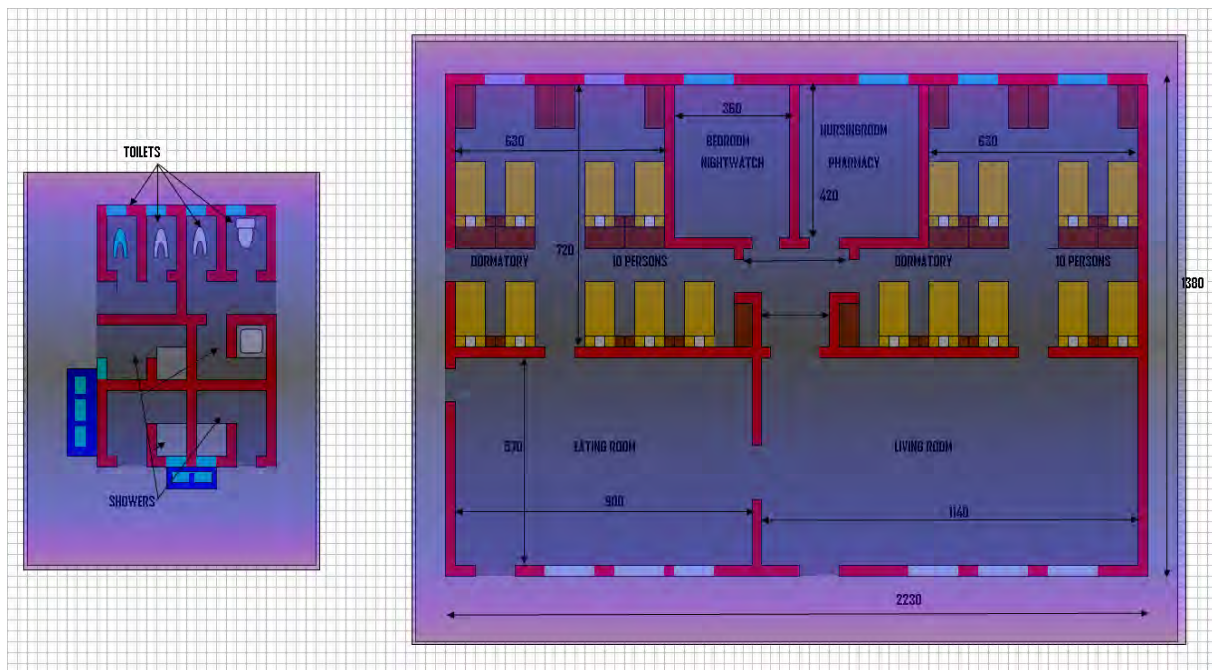 TOILETS
SHOWERS
360
BEDROOM
NIGHTWATCH
NURSINGROOM
PHARMACY
630
630
420
720
DORMATORY
10 PERSONS
DORMATORY
10 PERSONS
1380
570
EATING ROOM
LIVING ROOM
900
1140
2230